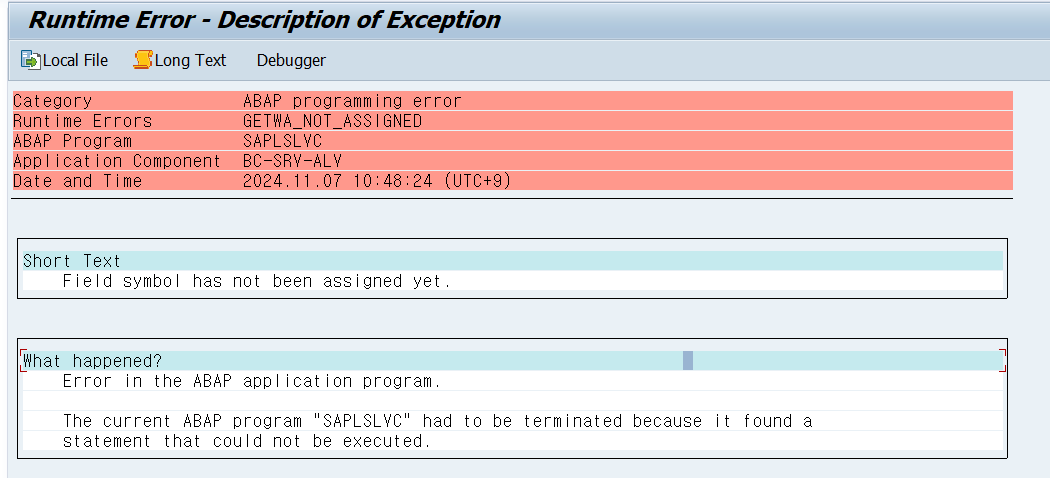 Runtime Error - Description of Exception
Local File Long Text Debugger
Category ABAP programming error
Runtime Errors GETWA_NOT_ASSIGNED
ABAP Program SAPLSLVC
Application Component BC-SRV-ALV
Date and Time 2024.11.07 10:48:24 (UTC+9)
Short Text
Field symbol has not been assigned yet.
What happened?
Error in the ABAP application program.
The current ABAP program "SAPLSLVC" had to be terminated because it found a
statement that could not be executed.